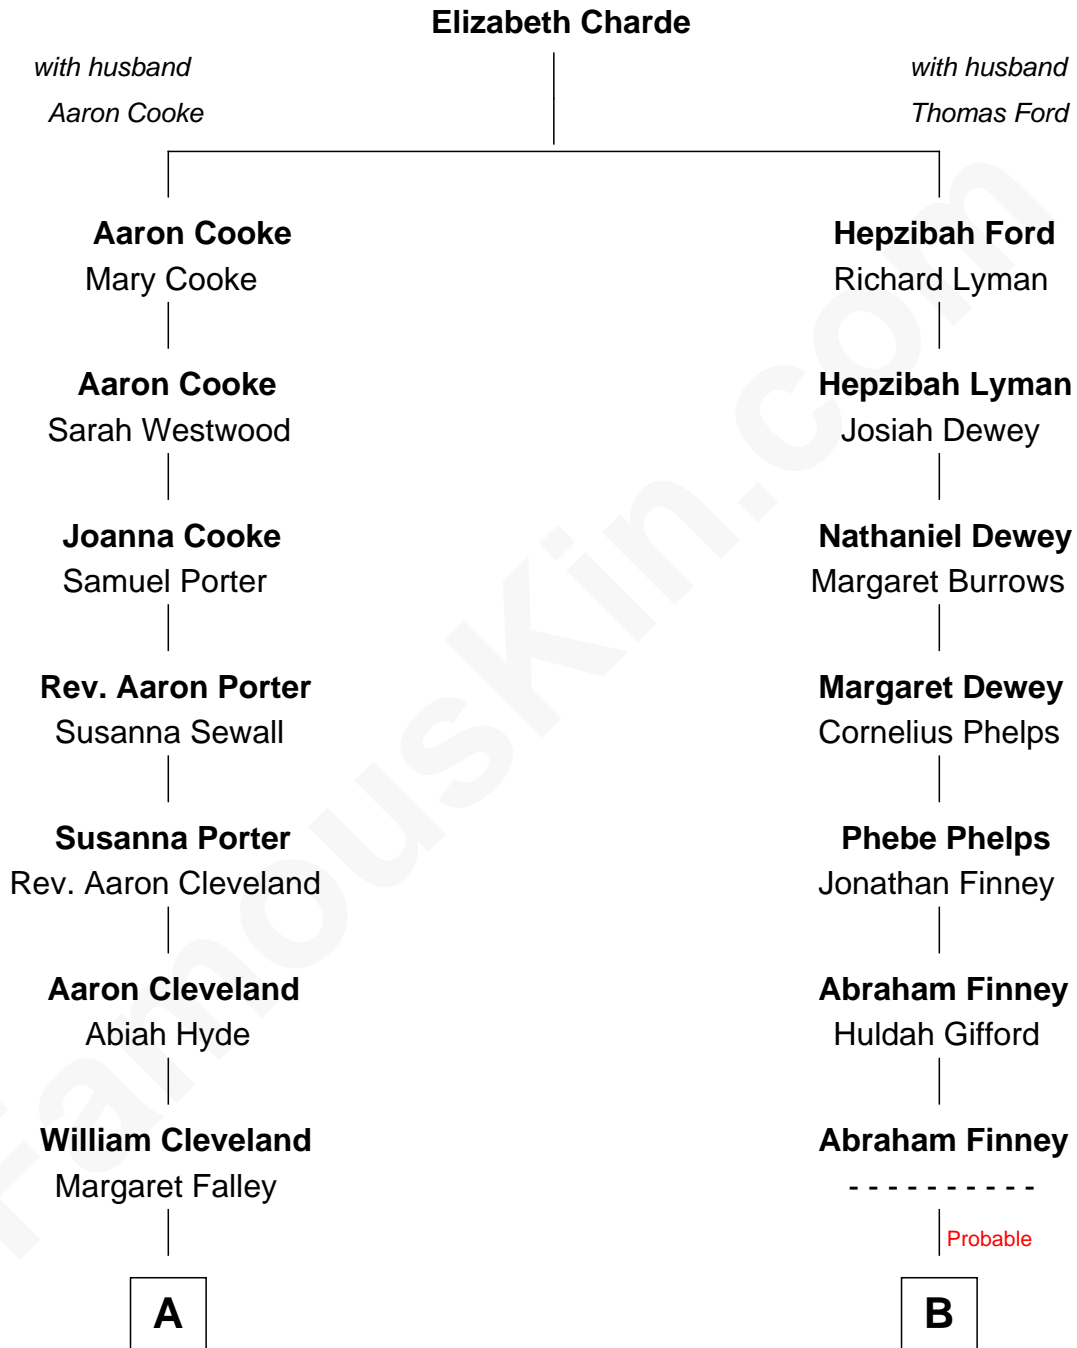 Elizabeth Charde
with husband
Aaron Cooke
with husband
Thomas Ford
Aaron Cooke
Mary Cooke
Hepzibah Ford
Richard Lyman
Aaron Cooke
Sarah Westwood
Hepzibah Lyman
Josiah Dewey
Joanna Cooke
Samuel Porter
Nathaniel Dewey
Margaret Burrows
Rev. Aaron Porter
Susanna Sewall
Margaret Dewey
Cornelius Phelps
Susanna Porter
Rev. Aaron Cleveland
Phebe Phelps
Jonathan Finney
Aaron Cleveland
Abiah Hyde
Abraham Finney
Huldah Gifford
William Cleveland
Margaret Falley
Abraham Finney
- - - - - - - - - -
Probable
A
B
FamousKin.com